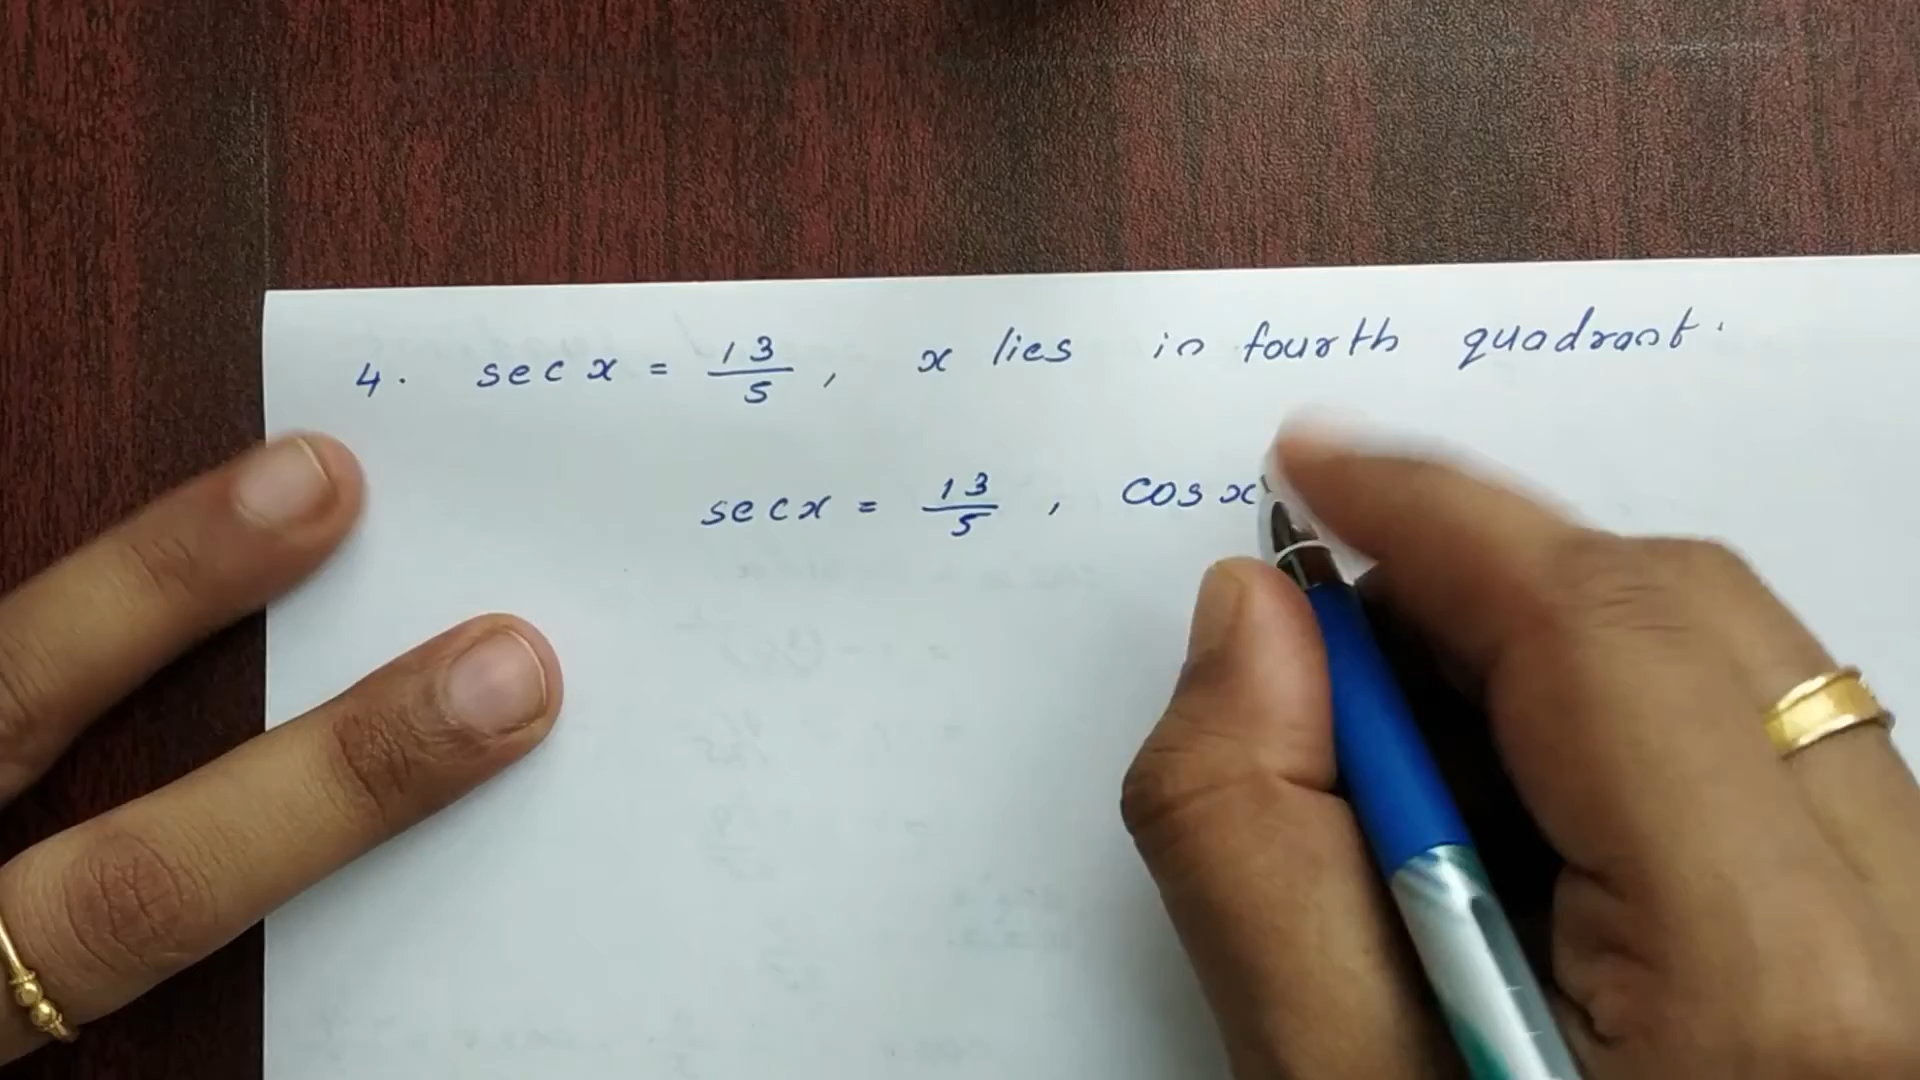 4. sec x = 13/5, x lies in fourth quadrant.
sec x = 13/5, cos x